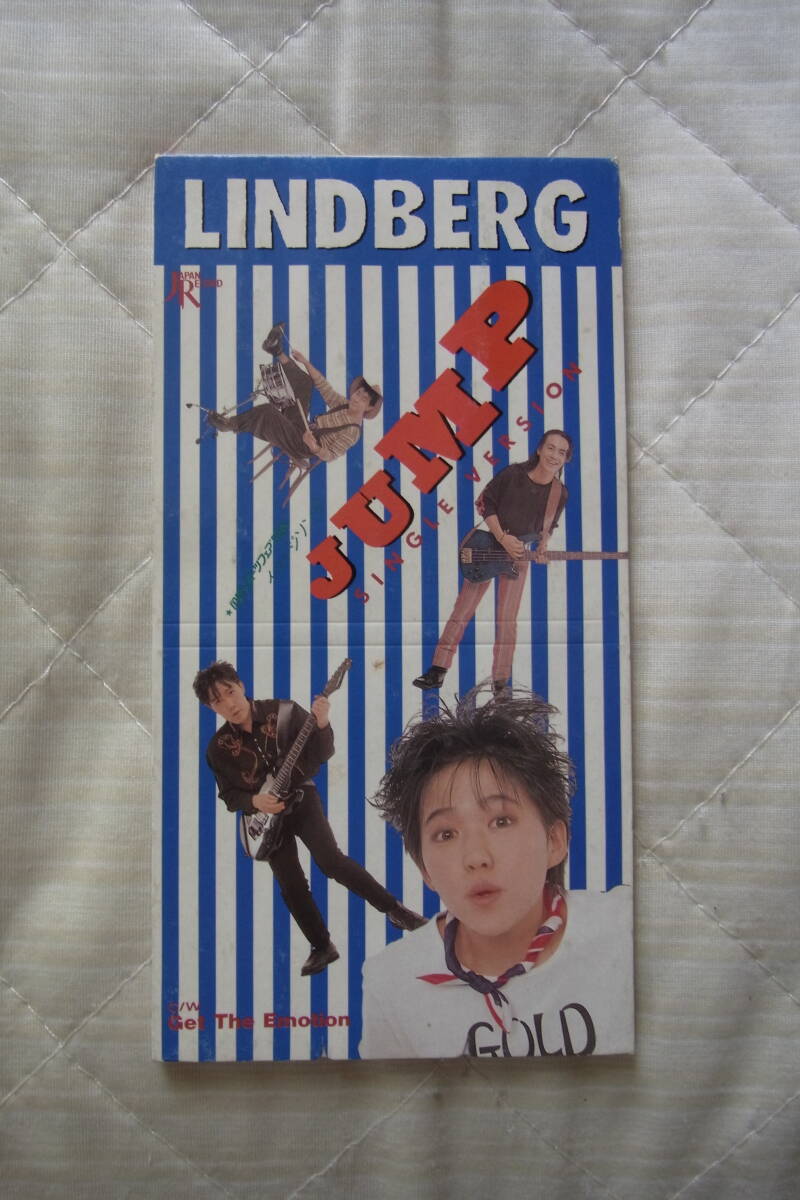 LINDBERG
JAPAN
RECORD
JUMP
SINGLE VERSION
c/w
Get The Emotion
GOLD